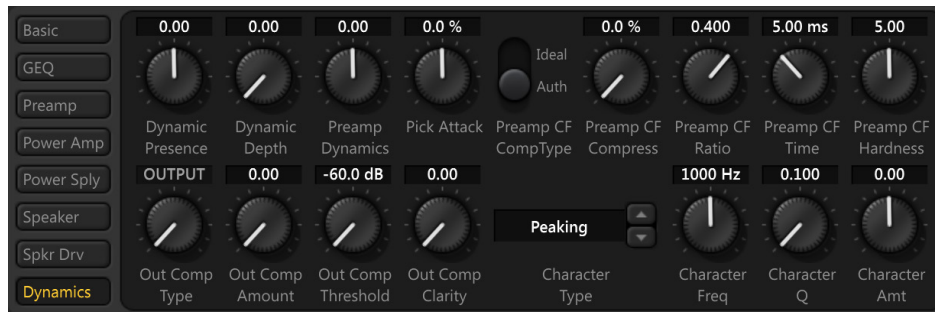 Basic
GEQ
Preamp
Power Amp
Power Sply
Speaker
Spkr Drv
Dynamics
0.00 0.00 0.00 0.0 % 0.0 % 0.400 5.00 ms 5.00
Ideal
Auth
Dynamic Dynamic Preamp Pick Attack Preamp CF Preamp CF Preamp CF Preamp CF Preamp CF
Presence Depth Dynamics CompType Compress Ratio Time Hardness
OUTPUT 0.00 -60.0 dB 0.00 1000 Hz 0.100 0.00
Peaking
Out Comp Out Comp Out Comp Out Comp Character Character Character Character
Type Amount Threshold Clarity Type Freq Q Amt